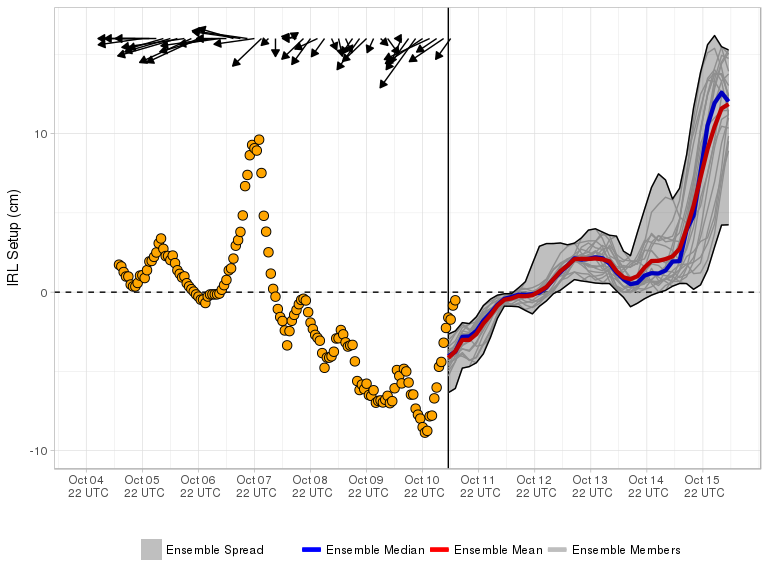 IRL Setup (cm)
10
0
-10
Oct 04 Oct 05 Oct 06 Oct 07 Oct 08 Oct 09 Oct 10 Oct 11 Oct 12 Oct 13 Oct 14 Oct 15
22 UTC 22 UTC 22 UTC 22 UTC 22 UTC 22 UTC 22 UTC 22 UTC 22 UTC 22 UTC 22 UTC 22 UTC
Ensemble Spread Ensemble Median Ensemble Mean Ensemble Members